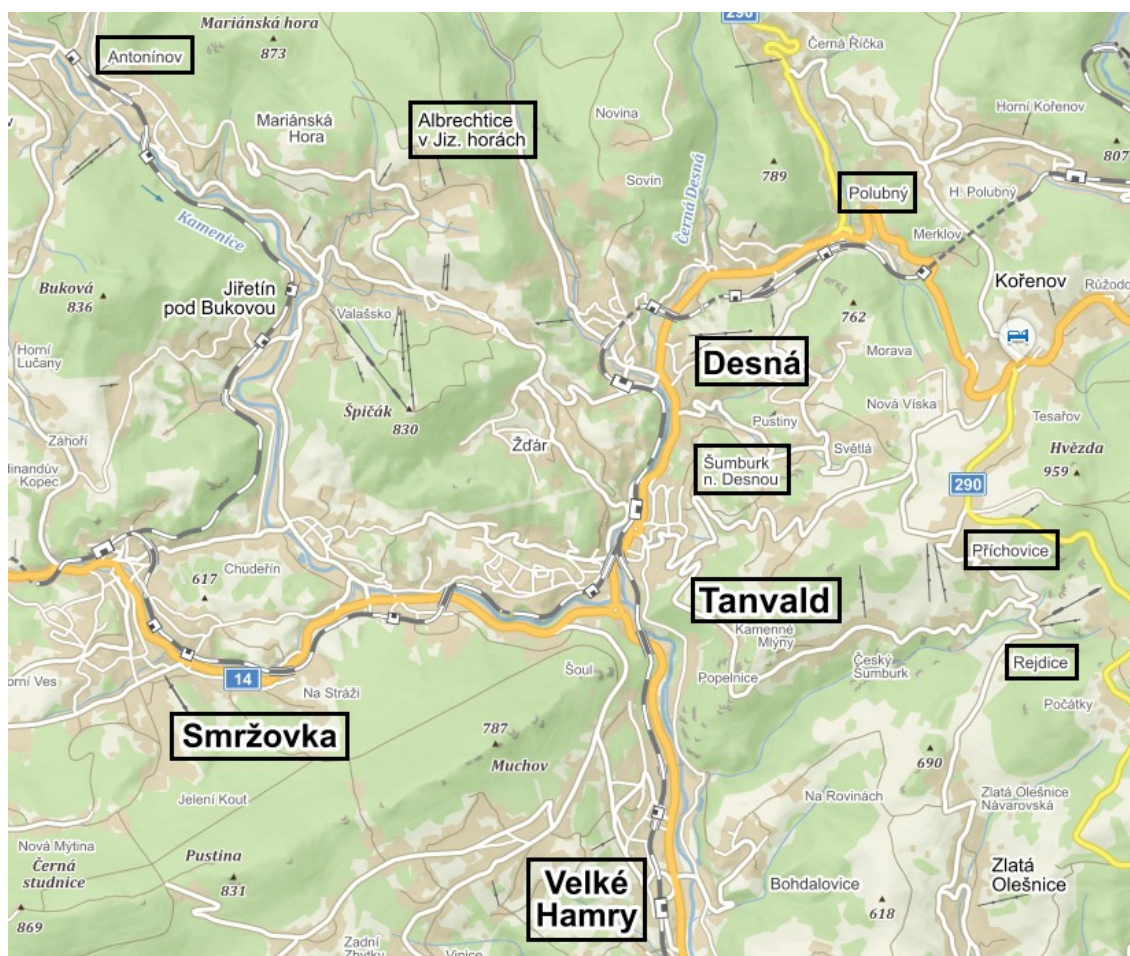 290
Mariánská hora
873
Antonínov
Černá Říčka
Albrechtice
v Jiz. horách
Novina
Horní Kořenov
Mariánská
Hora
807
789
Sovín
Polubný
H. Polubný
Černá Desná
Kamenice
Merklov
Buková
836
Jiřetín
pod Bukovou
Kořenov
Valašsko
762
Horní
Lučany
Desná
Morava
Špičák
830
Nová Víska
Pustiny
Tesařov
Záhoří
Žďár
Světlá
Hvězda
959
Šumburk
n. Desnou
290
Kopec
Příchovice
Chudeřín
617
Tanvald
Kamenné
Mlýny
Rejdice
Šoul
Popelnice
Český
Šumburk
14
Na Stráži
Počátky
Smržovka
787
Muchov
690
Jelení Kout
Na Rovinách
Zlatá Olešnice
Návarovská
Nová Mýtina
Černá
studnice
869
Pustina
831
Velké
Hamry
Bohdalovice
618
Zlatá
Olešnice
Zadní